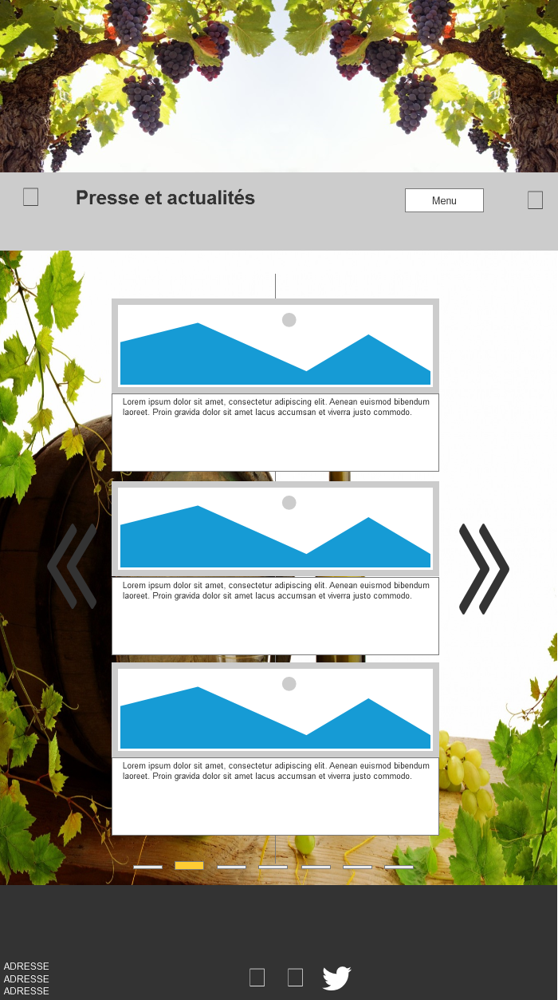 Presse et actualités
Menu
Lorem ipsum dolor sit amet, consectetur adipiscing elit. Aenean euismod bibendum
laoreet. Proin gravida dolor sit amet lacus accumsan et viverra justo commodo.
Lorem ipsum dolor sit amet, consectetur adipiscing elit. Aenean euismod bibendum
laoreet. Proin gravida dolor sit amet lacus accumsan et viverra justo commodo.
Lorem ipsum dolor sit amet, consectetur adipiscing elit. Aenean euismod bibendum
laoreet. Proin gravida dolor sit amet lacus accumsan et viverra justo commodo.
ADRESSE
ADRESSE
ADRESSE